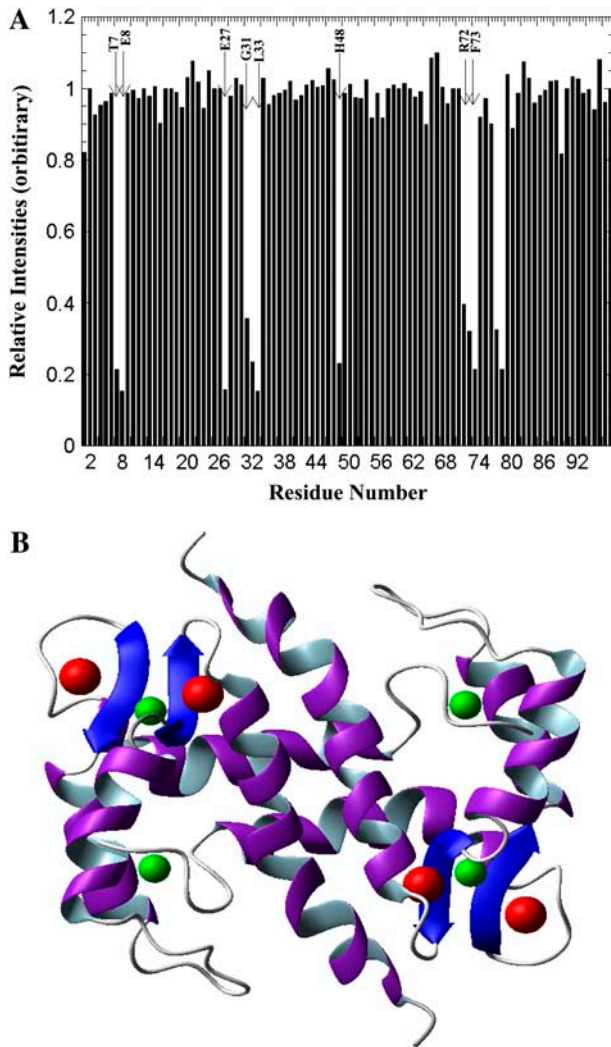 A
Relative Intensities (orbitirary)
1.2
1
0.8
0.6
0.4
0.2
0
T7
E8
E27
G31
L33
H48
R72
F73
2 8 14 20 26 32 38 44 50 56 62 68 74 80 86 92
Residue Number
B